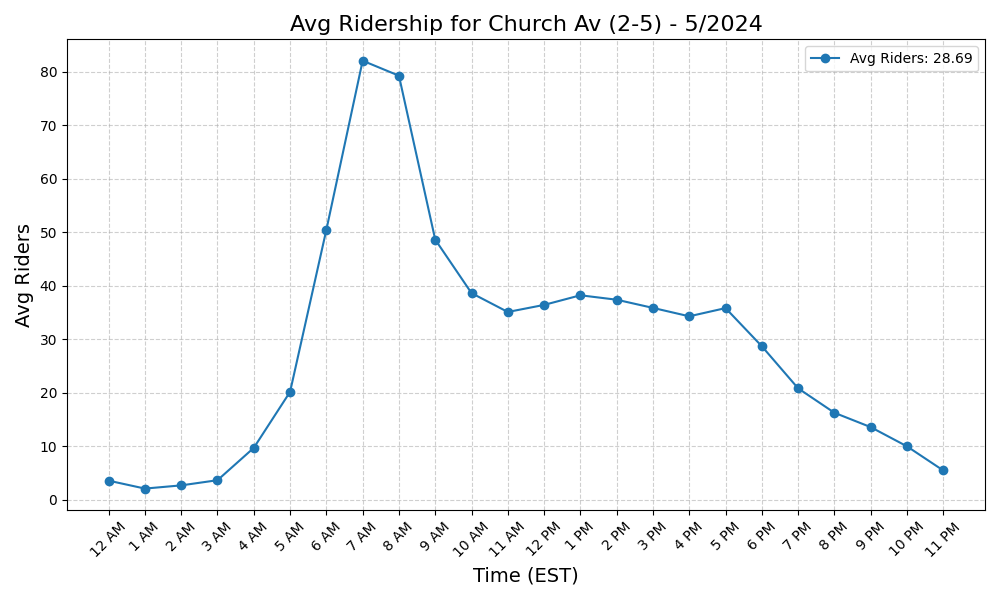 Avg Ridership for Church Av (2-5) - 5/2024
Avg Riders: 28.69
Avg Riders
80
70
60
50
40
30
20
10
0
12 AM
1 AM
2 AM
3 AM
4 AM
5 AM
6 AM
7 AM
8 AM
9 AM
10 AM
11 AM
12 PM
1 PM
2 PM
3 PM
4 PM
5 PM
6 PM
7 PM
8 PM
9 PM
10 PM
11 PM
Time (EST)